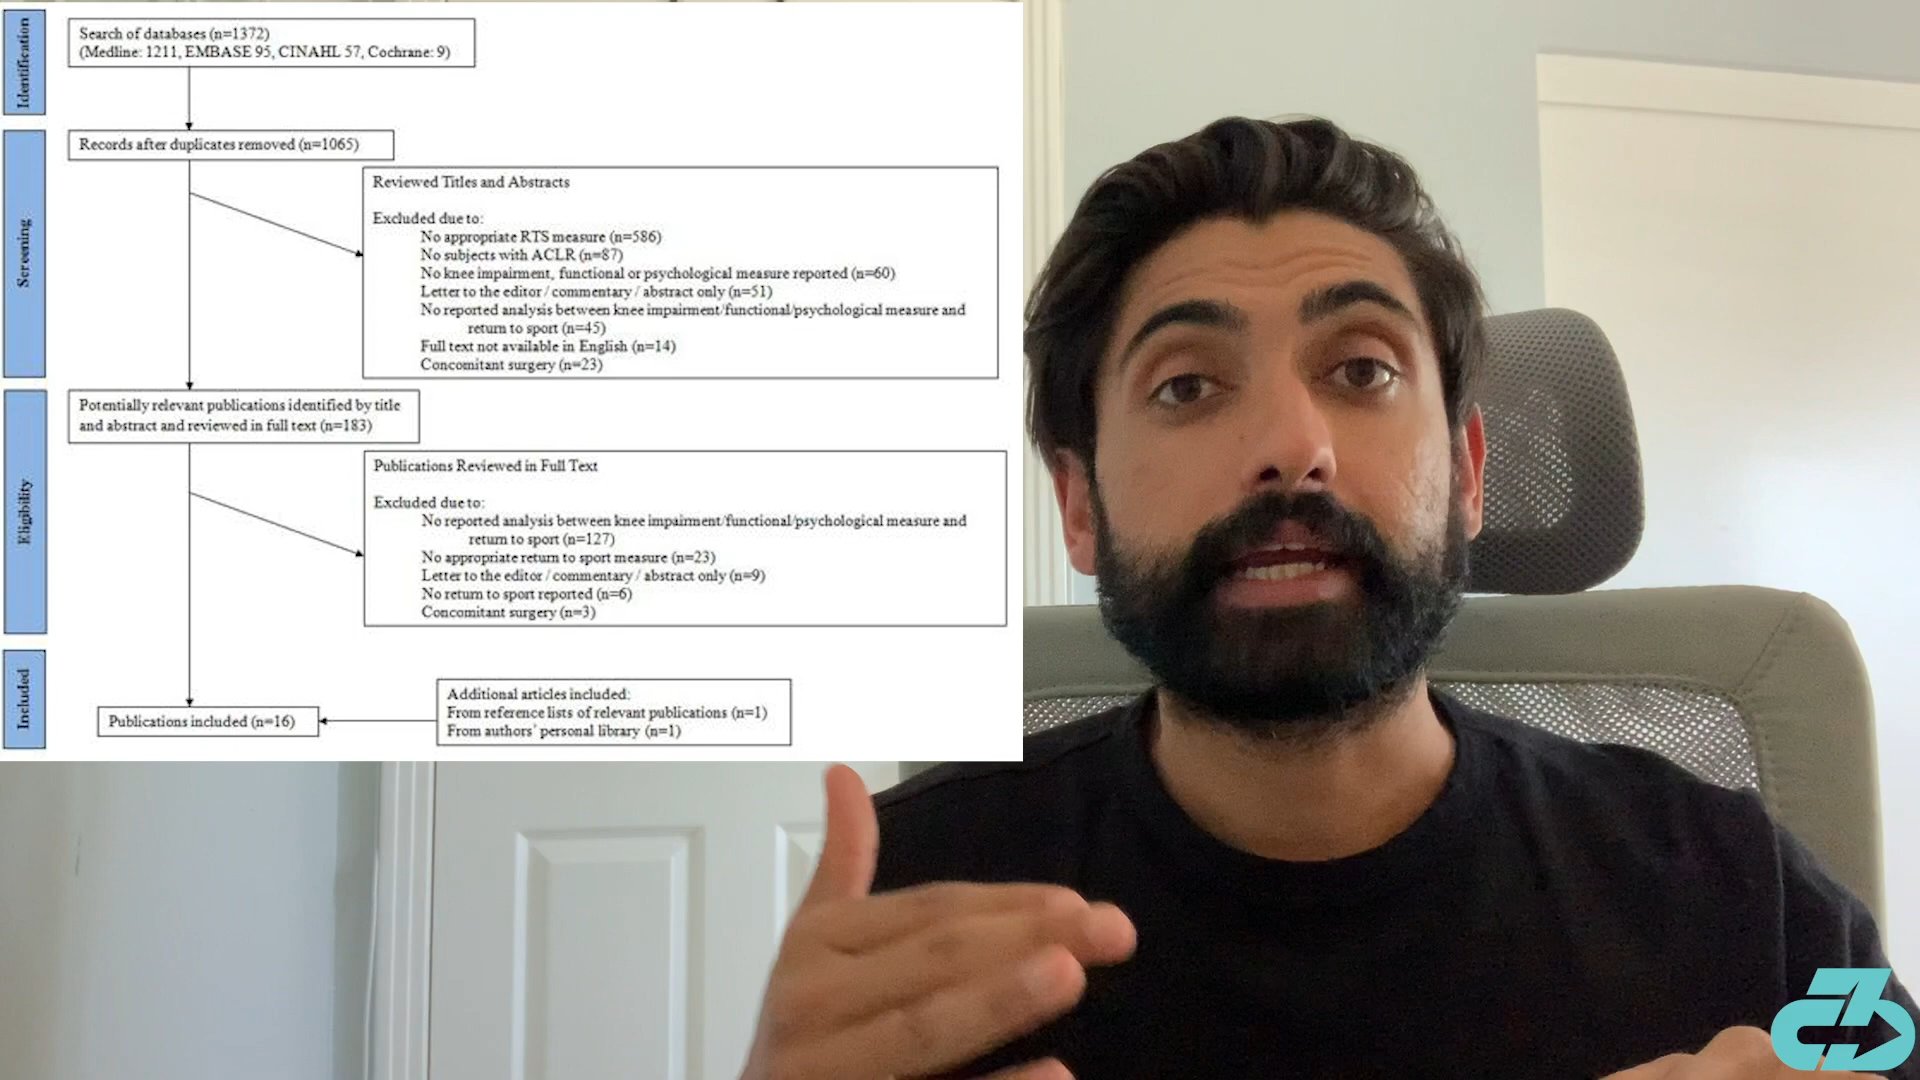 Identification
Search of databases (n=1372)
(Medline: 1211, EMBASE 95, CINAHL 57, Cochrane: 9)
Screening
Records after duplicates removed (n=1065)
Reviewed Titles and Abstracts
Excluded due to:
No appropriate RTS measure (n=586)
No subjects with ACLR (n=87)
No knee impairment, functional or psychological measure reported (n=60)
Letter to the editor / commentary / abstract only (n=51)
No reported analysis between knee impairment/functional/psychological measure and
return to sport (n=45)
Full text not available in English (n=14)
Concomitant surgery (n=23)
Eligibility
Potentially relevant publications identified by title
and abstract and reviewed in full text (n=183)
Publications Reviewed in Full Text
Excluded due to:
No reported analysis between knee impairment/functional/psychological measure and
return to sport (n=127)
No appropriate return to sport measure (n=23)
Letter to the editor / commentary / abstract only (n=9)
No return to sport reported (n=6)
Concomitant surgery (n=3)
Included
Publications included (n=16)
Additional articles included:
From reference lists of relevant publications (n=1)
From authors' personal library (n=1)